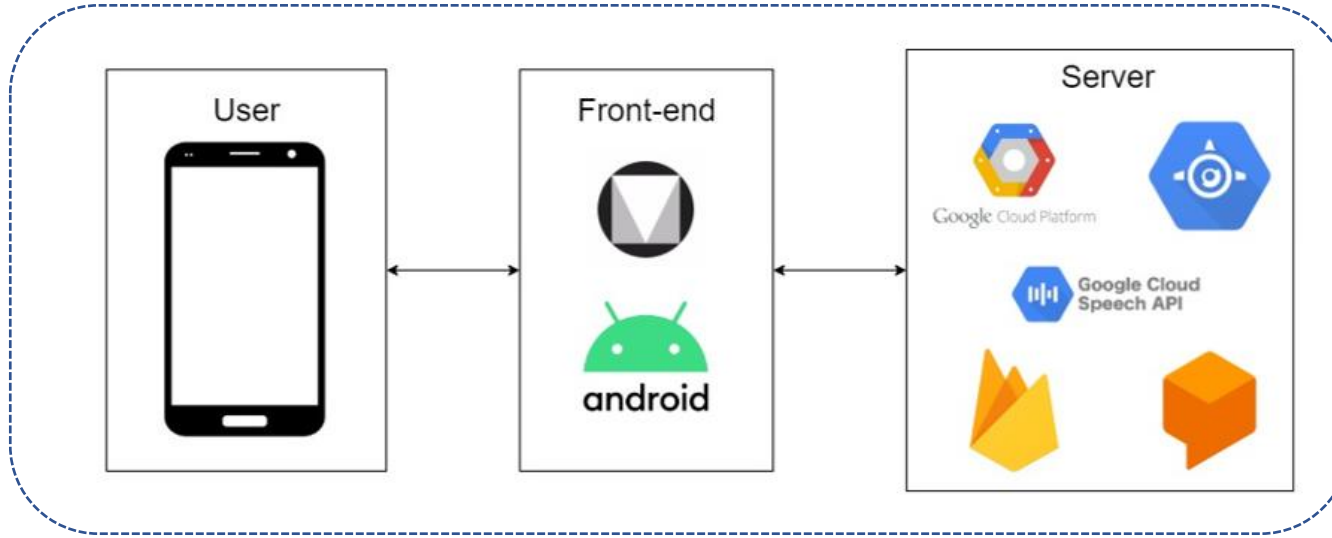 User
Front-end
android
Server
Google Cloud Platform
Google Cloud
Speech API